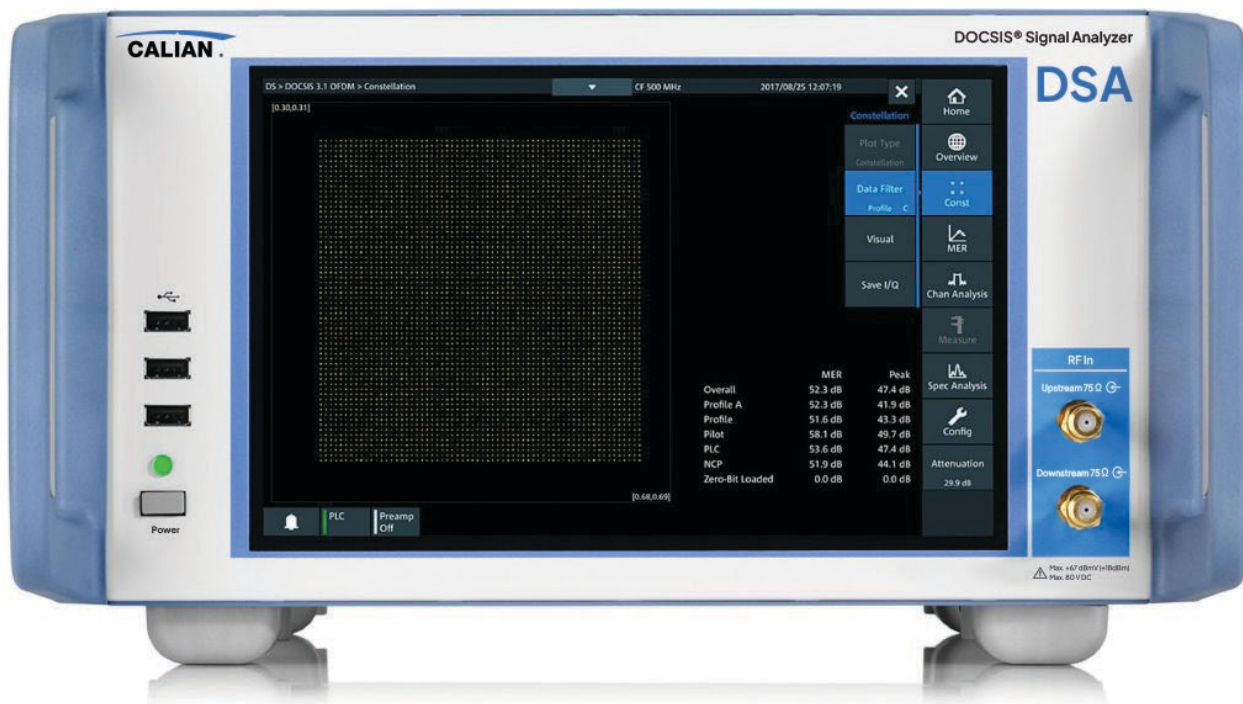 CALIAN.
DOCSIS® Signal Analyzer
DSA
DS > DOCSIS 3.1 OFDM > Constellation
CF 500 MHz
2017/08/25 12:07:19
[0.30,0.31]
[0.68,0.69]
Constellation
Plot Type
Constellation
Data Filter
Profile C
Visual
Save I/Q
Home
Overview
Const
MER
Chan Analysis
Measure
Spec Analysis
Config
Attenuation
29.9 dB
MER Peak
Overall 52.3 dB 47.4 dB
Profile A 52.3 dB 41.9 dB
Profile 51.6 dB 43.3 dB
Pilot 58.1 dB 49.7 dB
PLC 53.6 dB 47.4 dB
NCP 51.9 dB 44.1 dB
Zero-Bit Loaded 0.0 dB 0.0 dB
PLC
Preamp
Off
Power
RF In
Upstream 75 Ω
Downstream 75 Ω
Max. +67 dBmV (+18dBm)
Max. 80 VDC